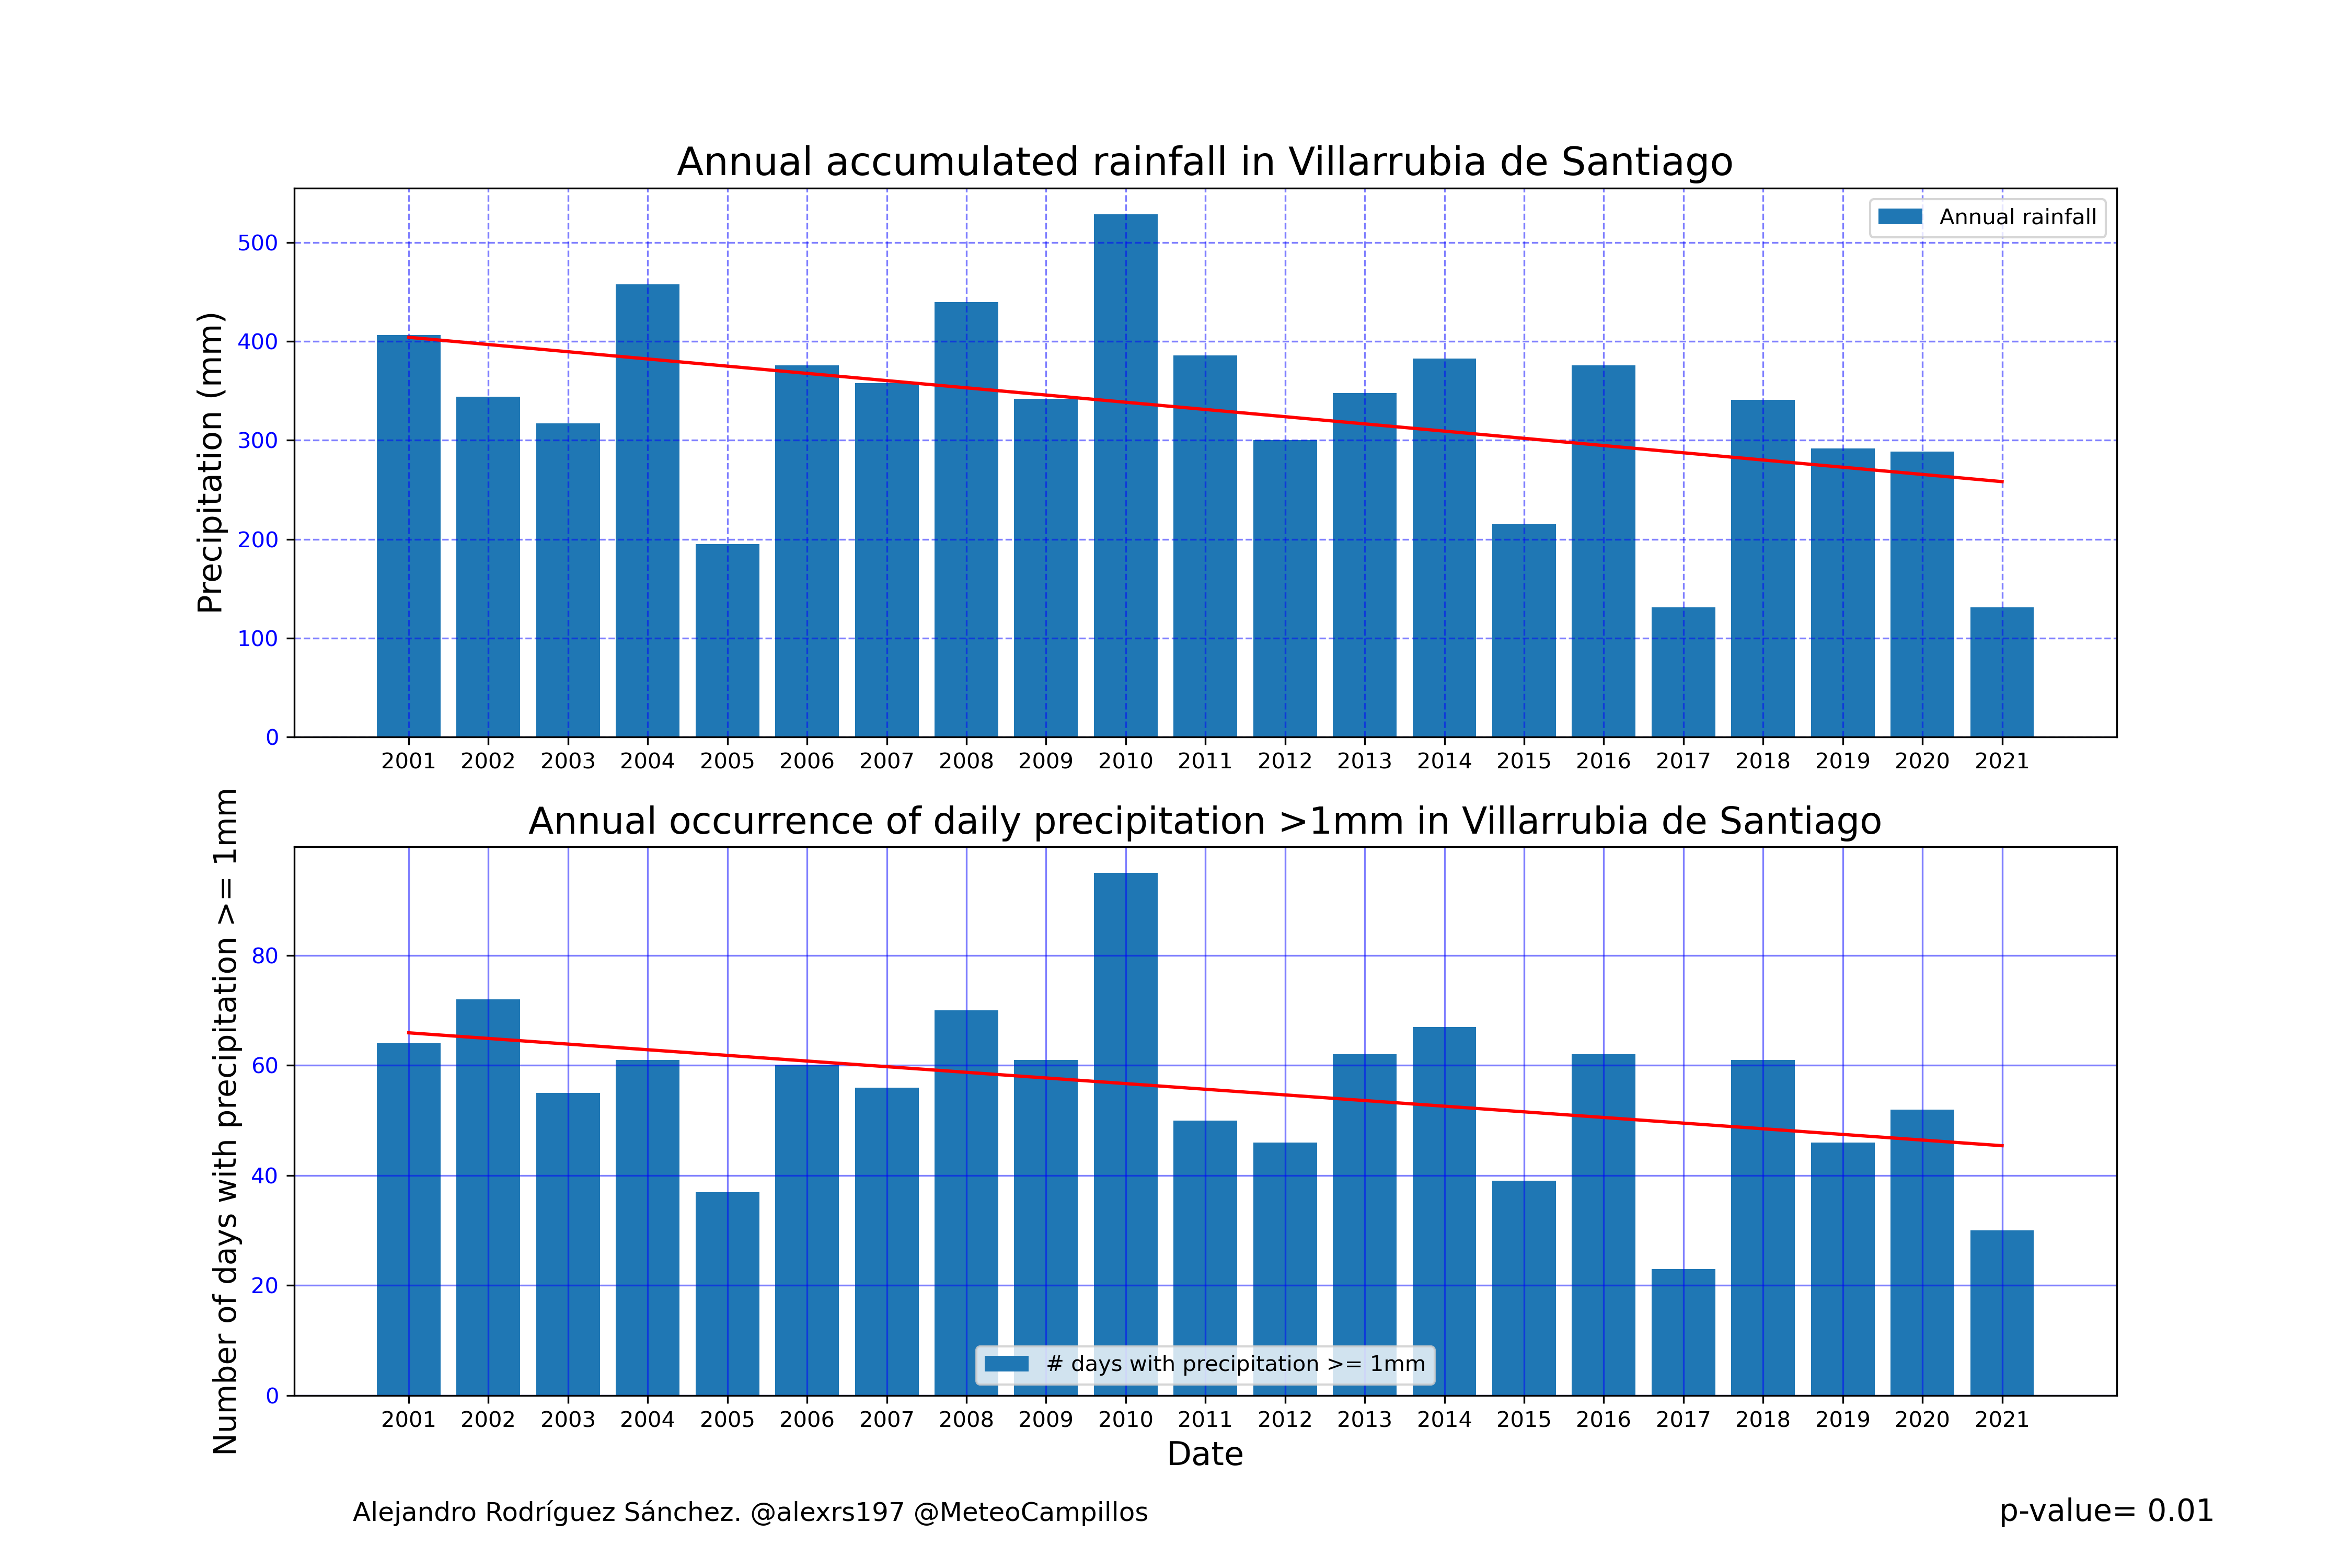 Annual accumulated rainfall in Villarrubia de Santiago
Annual rainfall
Precipitation (mm)
500
400
300
200
100
0
2001 2002 2003 2004 2005 2006 2007 2008 2009 2010 2011 2012 2013 2014 2015 2016 2017 2018 2019 2020 2021
Annual occurrence of daily precipitation >1mm in Villarrubia de Santiago
Number of days with precipitation >= 1mm
80
60
40
20
0
# days with precipitation >= 1mm
2001 2002 2003 2004 2005 2006 2007 2008 2009 2010 2011 2012 2013 2014 2015 2016 2017 2018 2019 2020 2021
Date
Alejandro Rodríguez Sánchez. @alexrs197 @MeteoCampillos
p-value= 0.01